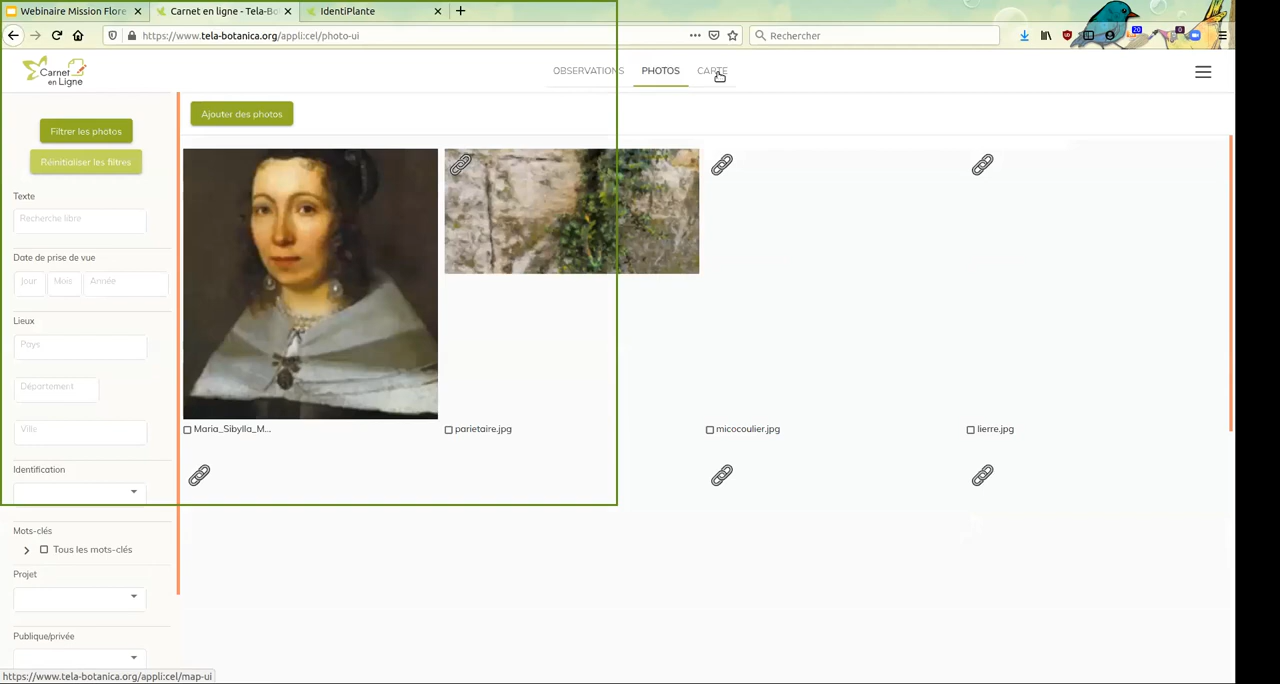 Webinaire Mission Flore
Carnet en ligne - Tela-Bo
IdentiPlante
https://www.tela-botanica.org/appli:cel/photo-ui
Rechercher
20
0
Carnet
en Ligne
OBSERVATIONS
PHOTOS
CARTE
Filtrer les photos
Ajouter des photos
Réinitialiser les filtres
Texte
Recherche libre
Date de prise de vue
Jour
Mois
Année
Lieux
Pays
Département
Ville
Maria_Sibylla_M...
parietaire.jpg
micocoulier.jpg
lierre.jpg
Identification
Mots-clés
Tous les mots-clés
Projet
Publique/privée
https://www.tela-botanica.org/appli:cel/map-ui